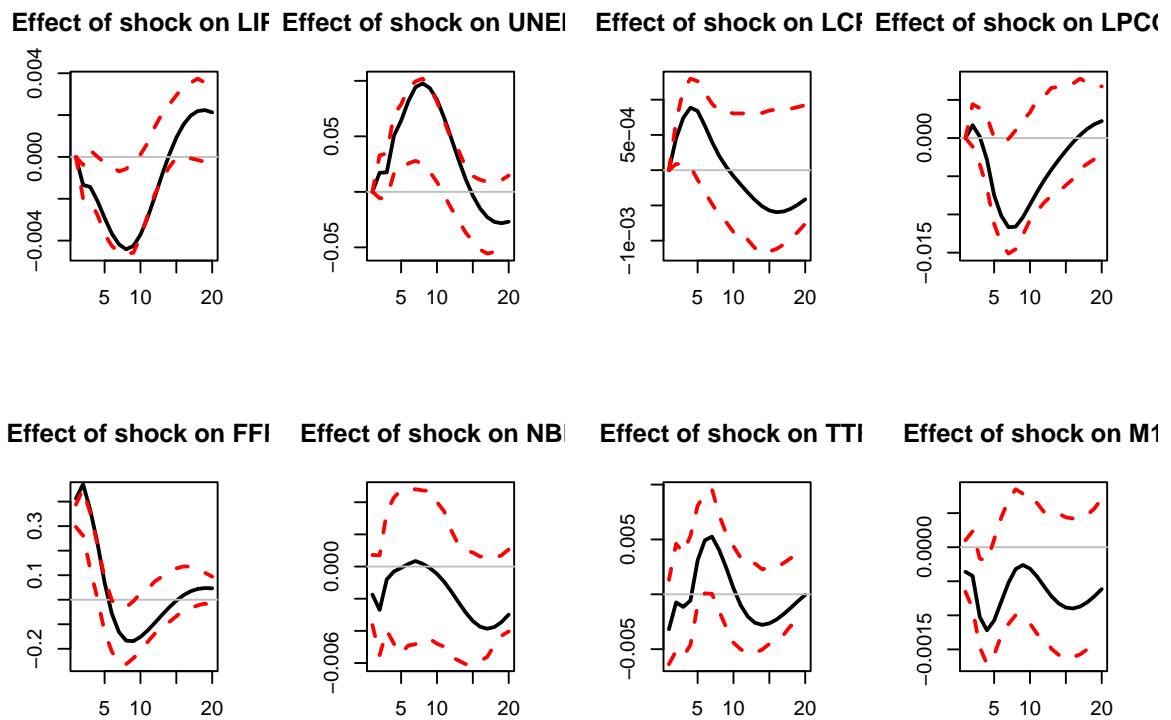 Effect of shock on LIF
Effect of shock on UNEI
Effect of shock on LCF
Effect of shock on LPCC
0.004
0.000
−0.004
5 10 20
0.05
−0.05
5 10 20
5e−04
−1e−03
5 10 20
0.000
−0.015
5 10 20
Effect of shock on FFI
Effect of shock on NBI
Effect of shock on TTI
Effect of shock on M1
0.3
0.1
−0.2
5 10 20
0.000
−0.006
5 10 20
0.005
−0.005
5 10 20
0.0000
−0.0015
5 10 20